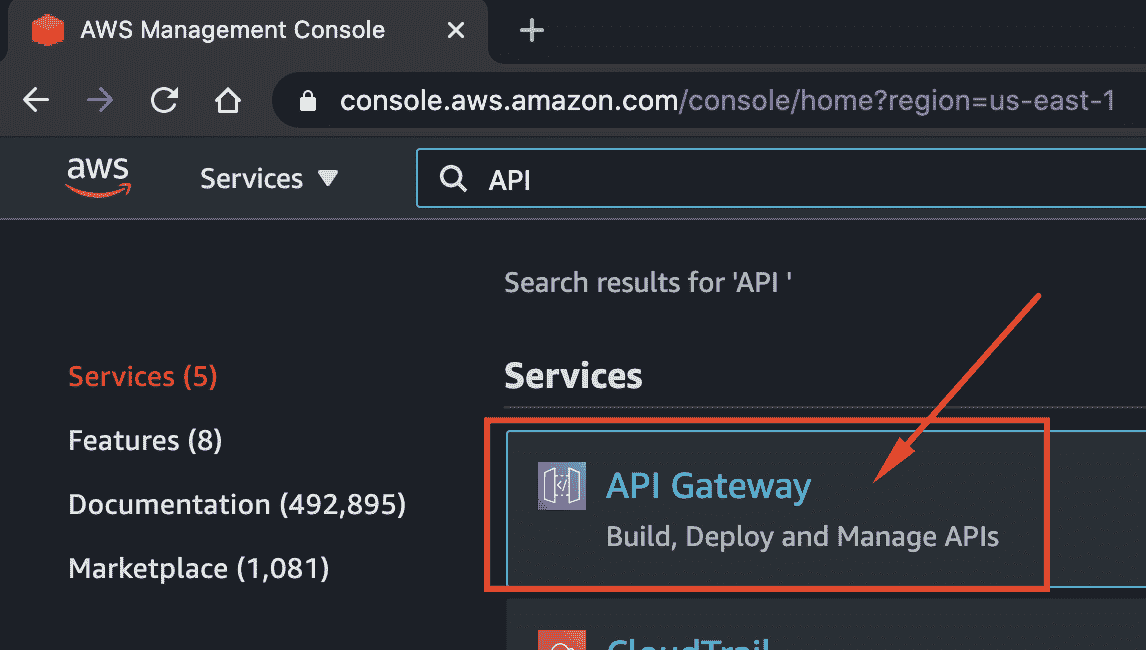 AWS Management Console
console.aws.amazon.com/console/home?region=us-east-1
aws
Services
API
Search results for 'API '
Services (5)
Features (8)
Documentation (492,895)
Marketplace (1,081)
Services
API Gateway
Build, Deploy and Manage APIs
CloudTrail